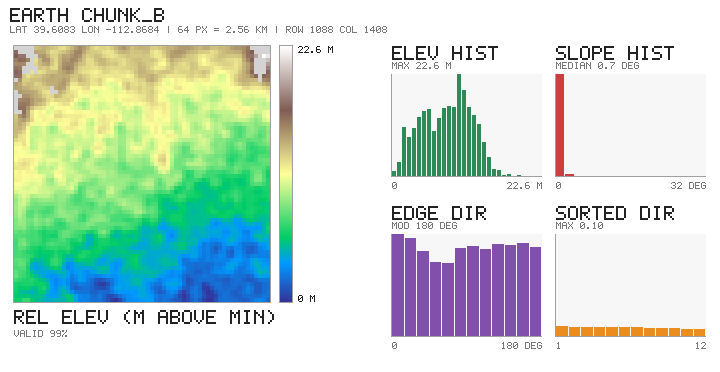 EARTH CHUNK_B
LAT 39.6083 LON -112.8684 | 64 PX = 2.56 KM | ROW 1088 COL 1408
22.6 M
0 M
REL ELEV (M ABOVE MIN)
VALID 99%
ELEV HIST
MAX 22.6 M
0 22.6 M
SLOPE HIST
MEDIAN 0.7 DEG
0 32 DEG
EDGE DIR
MOD 180 DEG
0 180 DEG
SORTED DIR
MAX 0.10
1 12